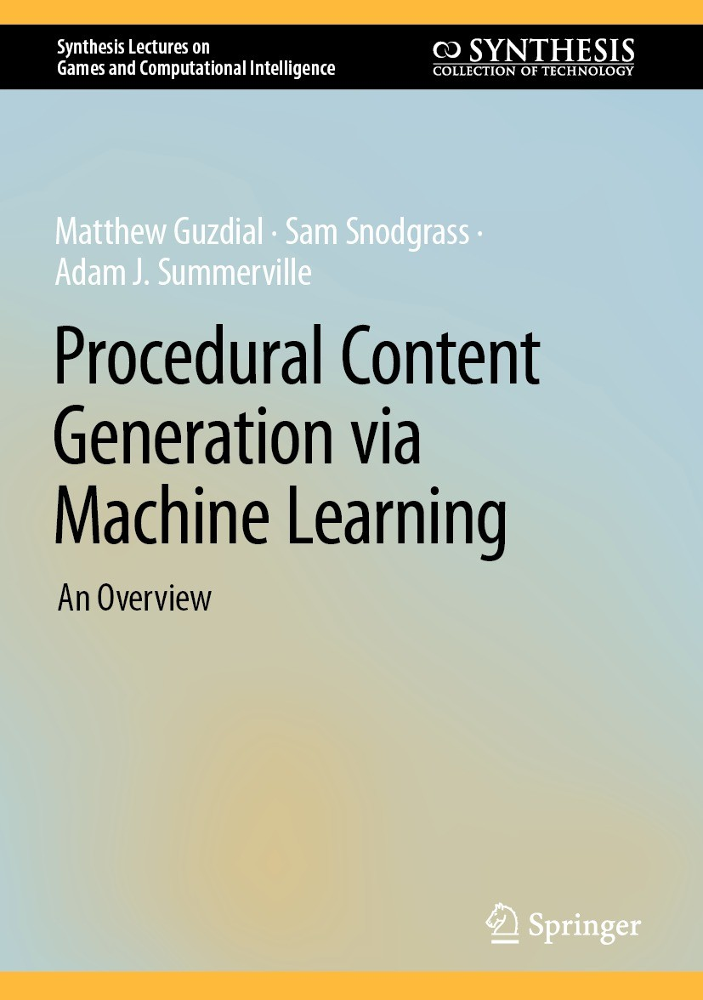 Synthesis Lectures on
Games and Computational Intelligence
SYNTHESIS
COLLECTION OF TECHNOLOGY
Matthew Guzdial · Sam Snodgrass ·
Adam J. Summerville
Procedural Content
Generation via
Machine Learning
An Overview
Springer